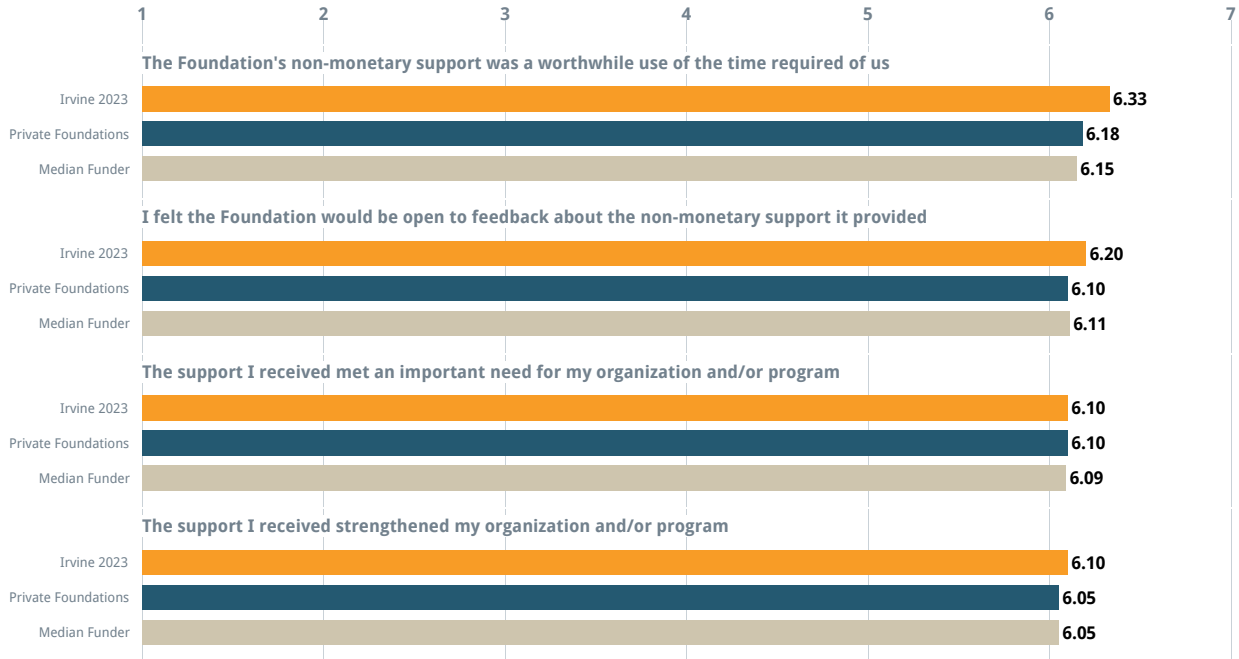 1 2 3 4 5 6 7
The Foundation's non-monetary support was a worthwhile use of the time required of us
Irvine 2023 6.33
Private Foundations 6.18
Median Funder 6.15
I felt the Foundation would be open to feedback about the non-monetary support it provided
Irvine 2023 6.20
Private Foundations 6.10
Median Funder 6.11
The support I received met an important need for my organization and/or program
Irvine 2023 6.10
Private Foundations 6.10
Median Funder 6.09
The support I received strengthened my organization and/or program
Irvine 2023 6.10
Private Foundations 6.05
Median Funder 6.05